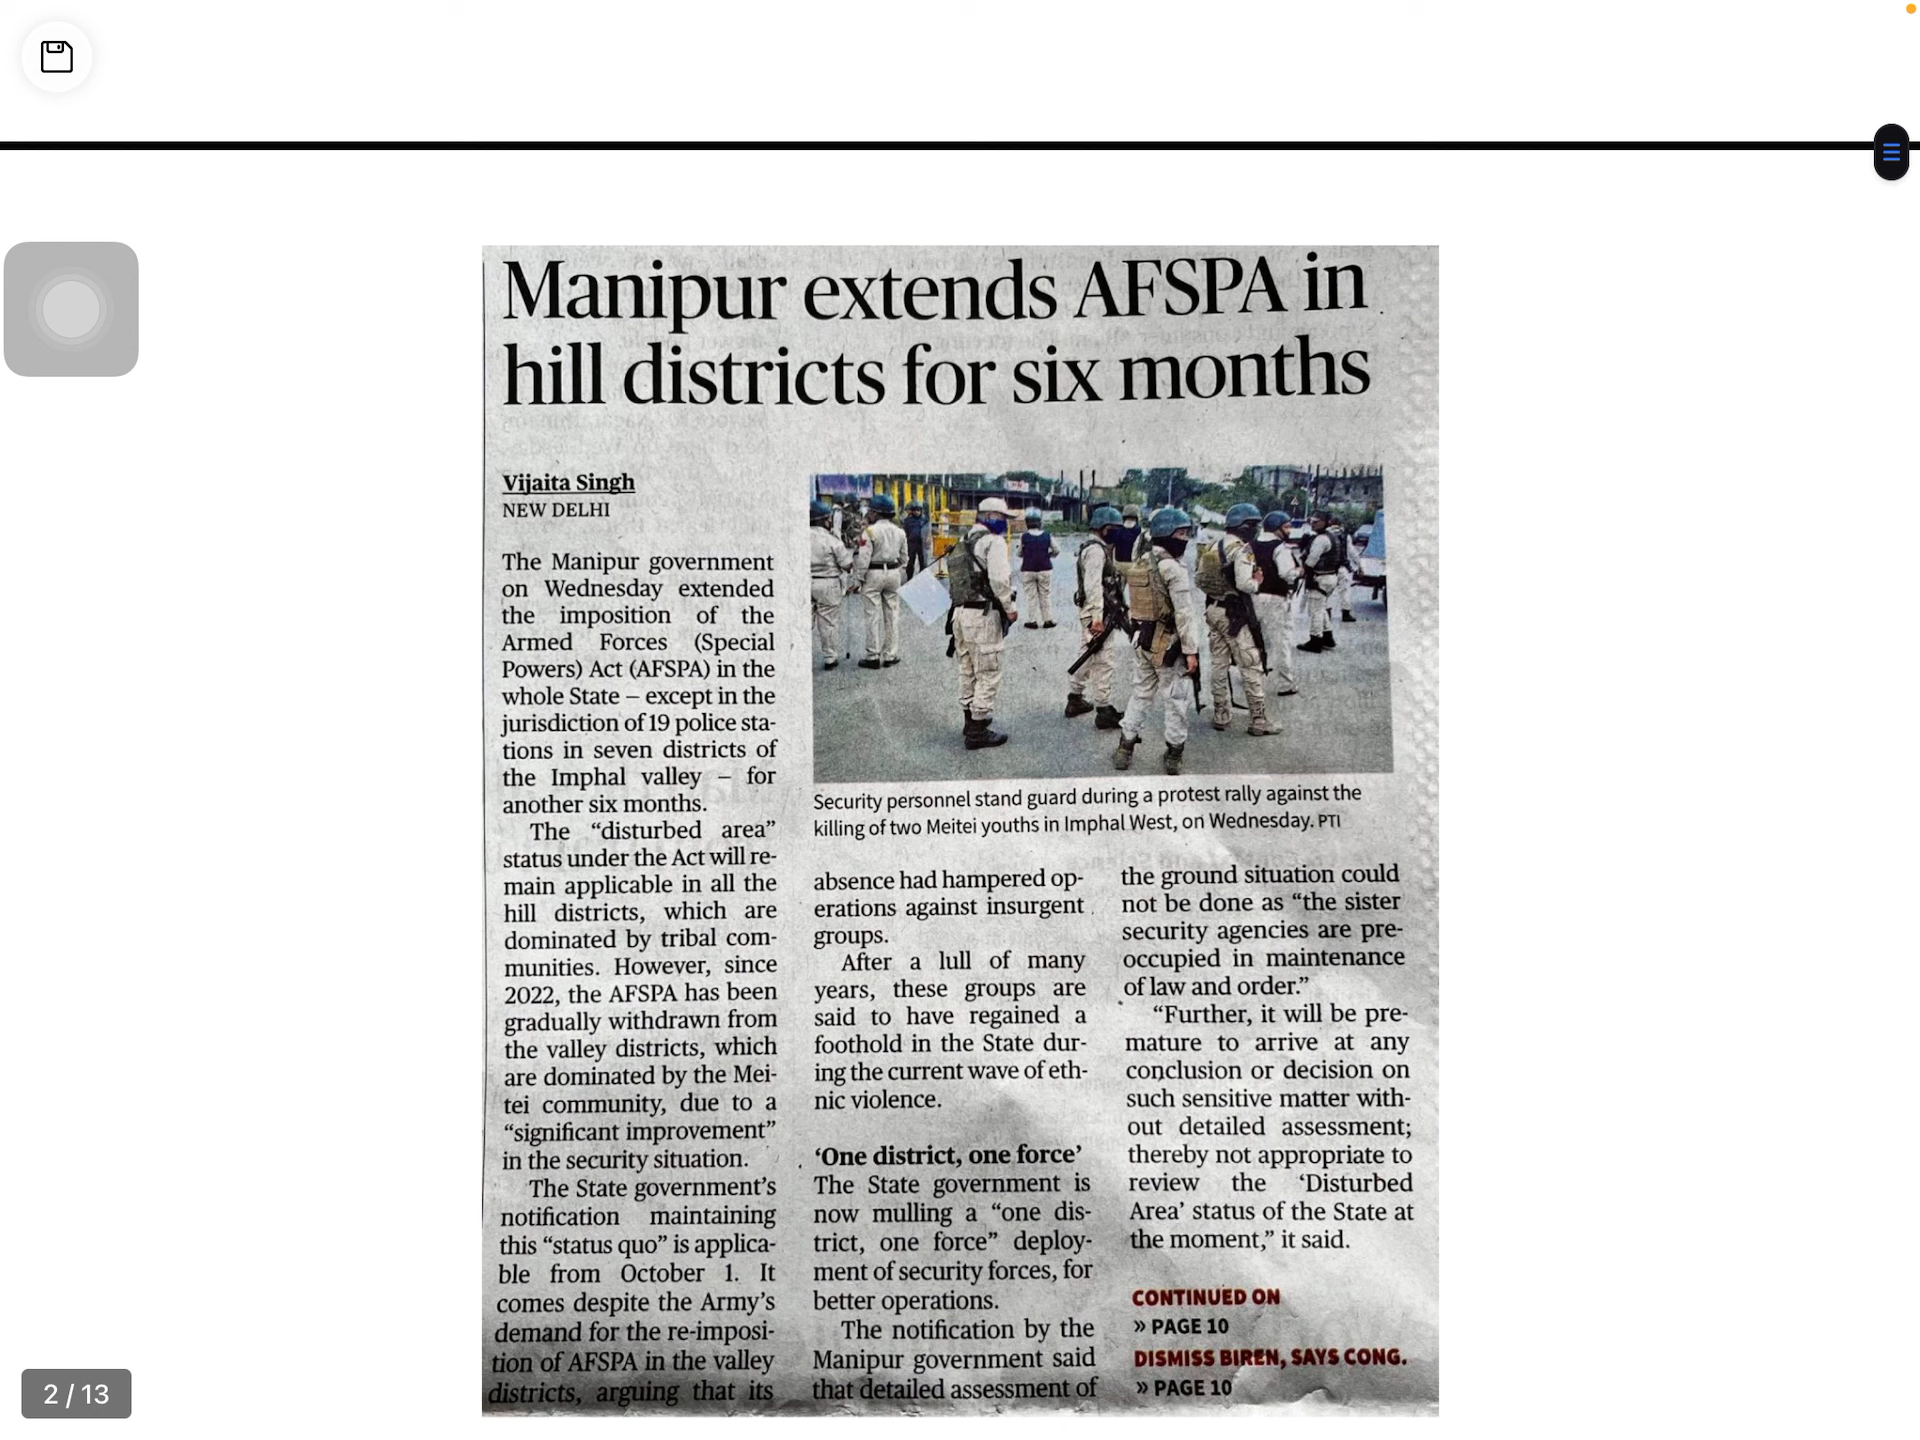 Manipur extends AFSPA in
hill districts for six months
Vijaita Singh
NEW DELHI
The Manipur government
on Wednesday extended
the imposition of the
Armed Forces (Special
Powers) Act (AFSPA) in the
whole State – except in the
jurisdiction of 19 police sta-
tions in seven districts of
the Imphal valley – for
another six months.
The “disturbed area”
status under the Act will re-
main applicable in all the
hill districts, which are
dominated by tribal com-
munities. However, since
2022, the AFSPA has been
gradually withdrawn from
the valley districts, which
are dominated by the Mei-
tei community, due to a
“significant improvement”
in the security situation.
The State government’s
notification maintaining
this “status quo” is applica-
ble from October 1. It
comes despite the Army’s
demand for the re-imposi-
tion of AFSPA in the valley
districts, arguing that its
Security personnel stand guard during a protest rally against the
killing of two Meitei youths in Imphal West, on Wednesday. PTI
absence had hampered op-
erations against insurgent
groups.
After a lull of many
years, these groups are
said to have regained a
foothold in the State dur-
ing the current wave of eth-
nic violence.
‘One district, one force’
The State government is
now mulling a “one dis-
trict, one force” deploy-
ment of security forces, for
better operations.
The notification by the
Manipur government said
that detailed assessment of
the ground situation could
not be done as “the sister
security agencies are pre-
occupied in maintenance
of law and order.”
“Further, it will be pre-
mature to arrive at any
conclusion or decision on
such sensitive matter with-
out detailed assessment;
thereby not appropriate to
review the ‘Disturbed
Area’ status of the State at
the moment,” it said.
CONTINUED ON
» PAGE 10
DISMISS BIREN, SAYS CONG.
» PAGE 10
2 / 13